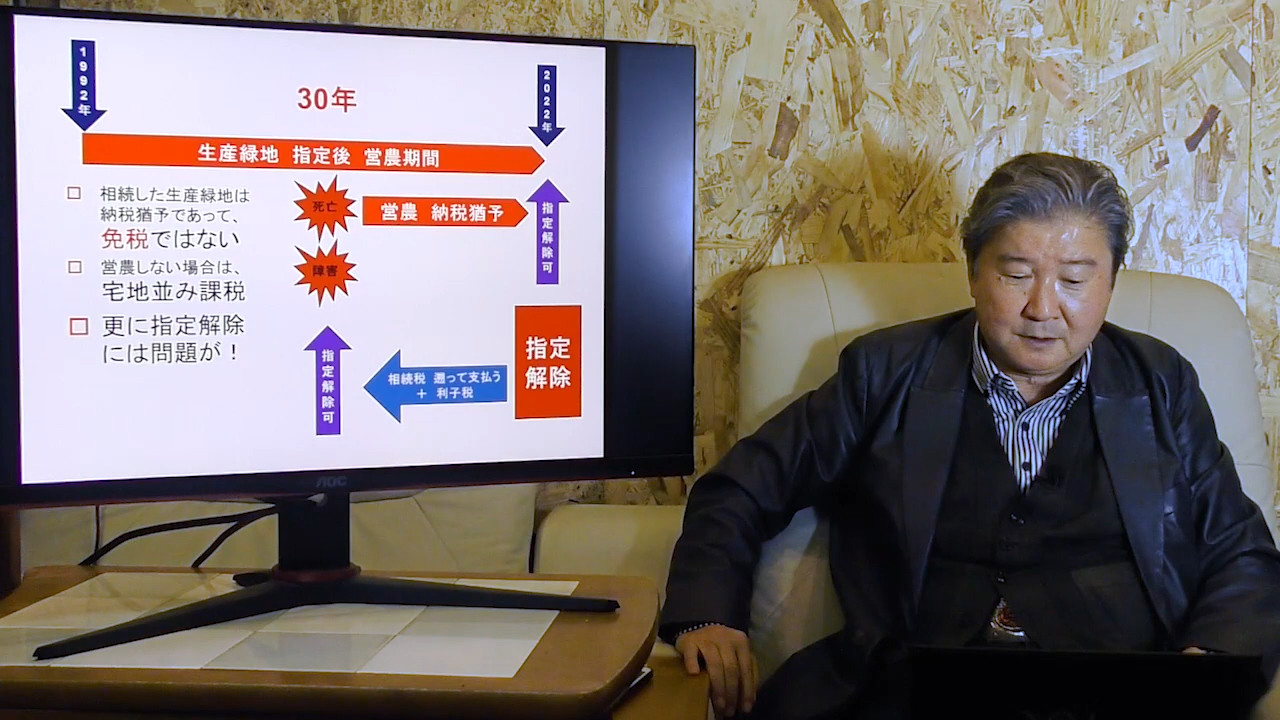 1992年
30年
2022年
生産緑地 指定後 営農期間
相続した生産緑地は
納税猶予であって、
免税ではない
営農しない場合は、
宅地並み課税
更に指定解除
には問題が！
死亡
営農 納税猶予
指定解除可
障害
指定解除可
相続税 遡って支払う
＋ 利子税
指定
解除
AOC